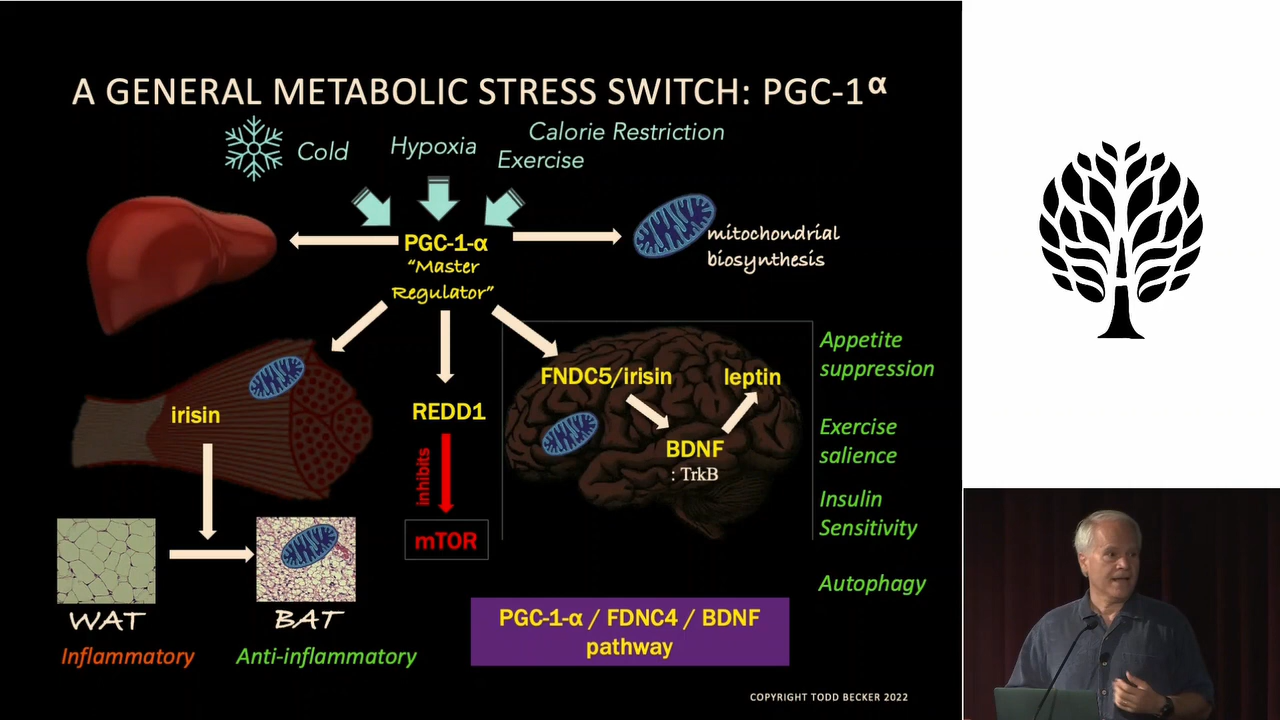 A GENERAL METABOLIC STRESS SWITCH: PGC-1α
Cold
Hypoxia
Calorie Restriction
Exercise
PGC-1-α
"Master
Regulator"
mitochondrial
biosynthesis
irisin
REDD1
inhibits
mTOR
FNDC5/irisin
leptin
BDNF
: TrkB
Appetite
suppression
Exercise
salience
Insulin
Sensitivity
Autophagy
WAT
BAT
Inflammatory
Anti-inflammatory
PGC-1-α / FDNC4 / BDNF
pathway
COPYRIGHT TODD BECKER 2022